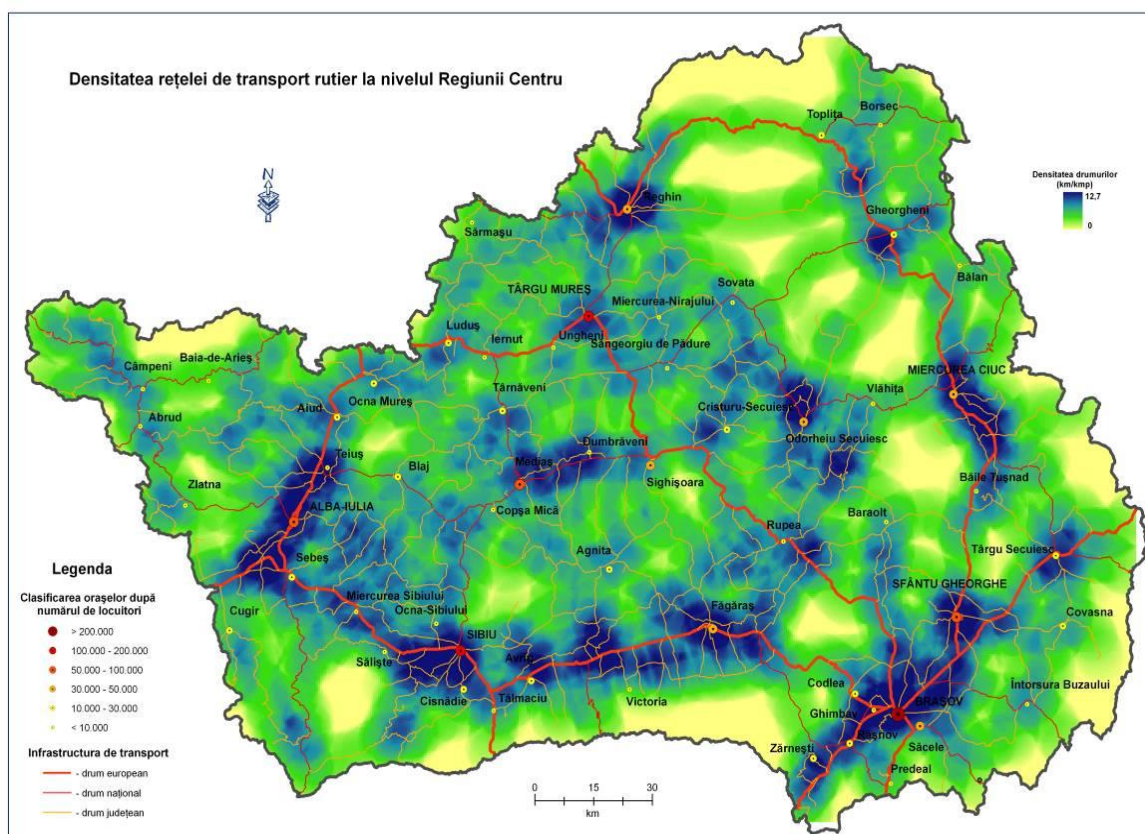 Densitatea rețelei de transport rutier la nivelul Regiunii Centru
N
Densitatea drumurilor
(km/kmp)
12,7
0
Borsec
Toplița
Reghin
Gheorgheni
Sărmașu
Bălan
Sovata
TÂRGU MUREȘ
Miercurea-Nirajului
Luduș
Iernut
Ungheni
Sângeorgiu de Pădure
Baia-de-Arieș
Câmpeni
MIERCUREA CIUC
Vlăhița
Târnăveni
Ocna Mureș
Aiud
Abrud
Cristuru-Secuiesc
Odorheiu Secuiesc
Dumbrăveni
Teiuș
Blaj
Mediaș
Sighișoara
Băile Tușnad
Zlatna
ALBA-IULIA
Copșa Mică
Baraolt
Rupea
Târgu Secuiesc
Agnita
Sebeș
SFÂNTU GHEORGHE
Miercurea Sibiului
Ocna-Sibiului
Cugir
Făgăraș
Covasna
SIBIU
Săliște
Avrig
Cisnădie
Tălmaciu
Victoria
Codlea
BRAȘOV
Întorsura Buzaului
Ghimbav
Râșnov
Săcele
Zărnești
Predeal
Legenda
Clasificarea orașelor după
numărul de locuitori
> 200.000
100.000 - 200.000
50.000 - 100.000
30.000 - 50.000
10.000 - 30.000
< 10.000
Infrastructura de transport
- drum european
- drum național
- drum județean
0 15 30
km